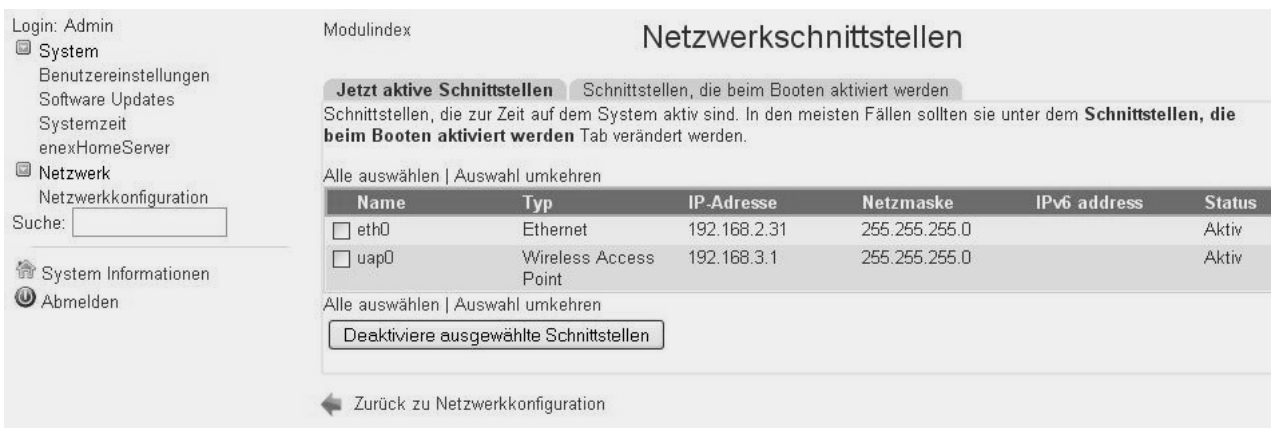 Login: Admin
System
Benutzereinstellungen
Software Updates
Systemzeit
enexHomeServer
Netzwerk
Netzwerkkonfiguration
Suche:
System Informationen
Abmelden
Modulindex
Netzwerkschnittstellen
Jetzt aktive Schnittstellen Schnittstellen, die beim Booten aktiviert werden
Schnittstellen, die zur Zeit auf dem System aktiv sind. In den meisten Fällen sollten sie unter dem Schnittstellen, die
beim Booten aktiviert werden Tab verändert werden.
Alle auswählen | Auswahl umkehren
Name Typ IP-Adresse Netzmaske IPv6 address Status
eth0 Ethernet 192.168.2.31 255.255.255.0 Aktiv
uap0 Wireless Access 192.168.3.1 255.255.255.0 Aktiv
Point
Alle auswählen | Auswahl umkehren
Deaktiviere ausgewählte Schnittstellen
Zurück zu Netzwerkkonfiguration